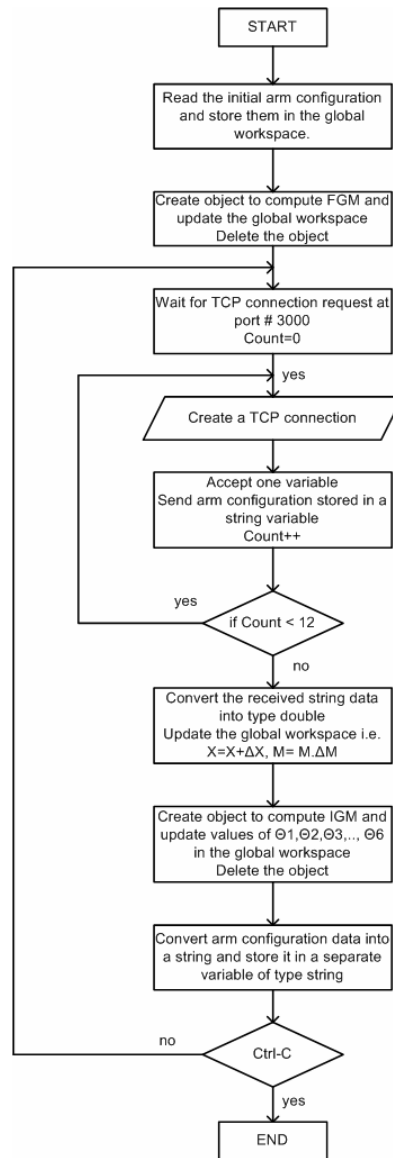 START
Read the initial arm configuration
and store them in the global
workspace.
Create object to compute FGM and
update the global workspace
Delete the object
Wait for TCP connection request at
port # 3000
Count=0
yes
Create a TCP connection
Accept one variable
Send arm configuration stored in a
string variable
Count++
yes
if Count < 12
no
Convert the received string data
into type double
Update the global workspace i.e.
X=X+ΔX, M= M.ΔM
Create object to compute IGM and
update values of Θ1,Θ2,Θ3,.., Θ6
in the global workspace
Delete the object
Convert arm configuration data into
a string and store it in a separate
variable of type string
no
Ctrl-C
yes
END